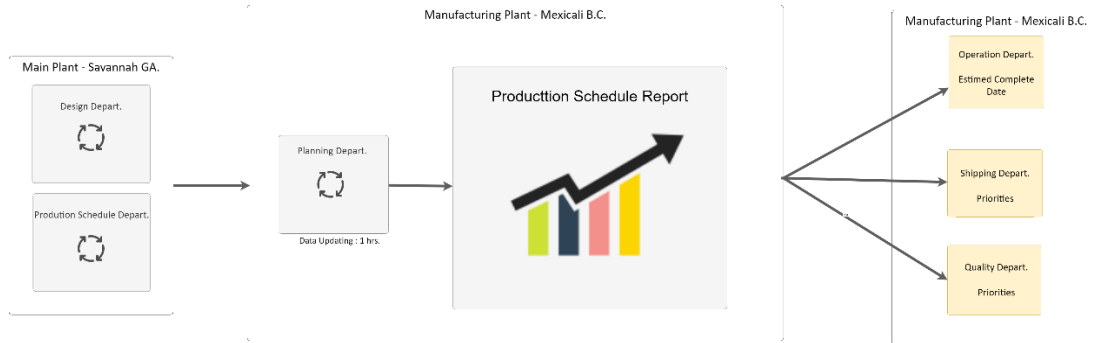 Main Plant - Savannah GA.
Design Depart.
Prodution Schedule Depart.
Manufacturing Plant - Mexicali B.C.
Planning Depart.
Data Updating : 1 hrs.
Producttion Schedule Report
Manufacturing Plant - Mexicali B.C.
Operation Depart.
Estimed Complete
Date
Shipping Depart.
Priorities
Quality Depart.
Priorities